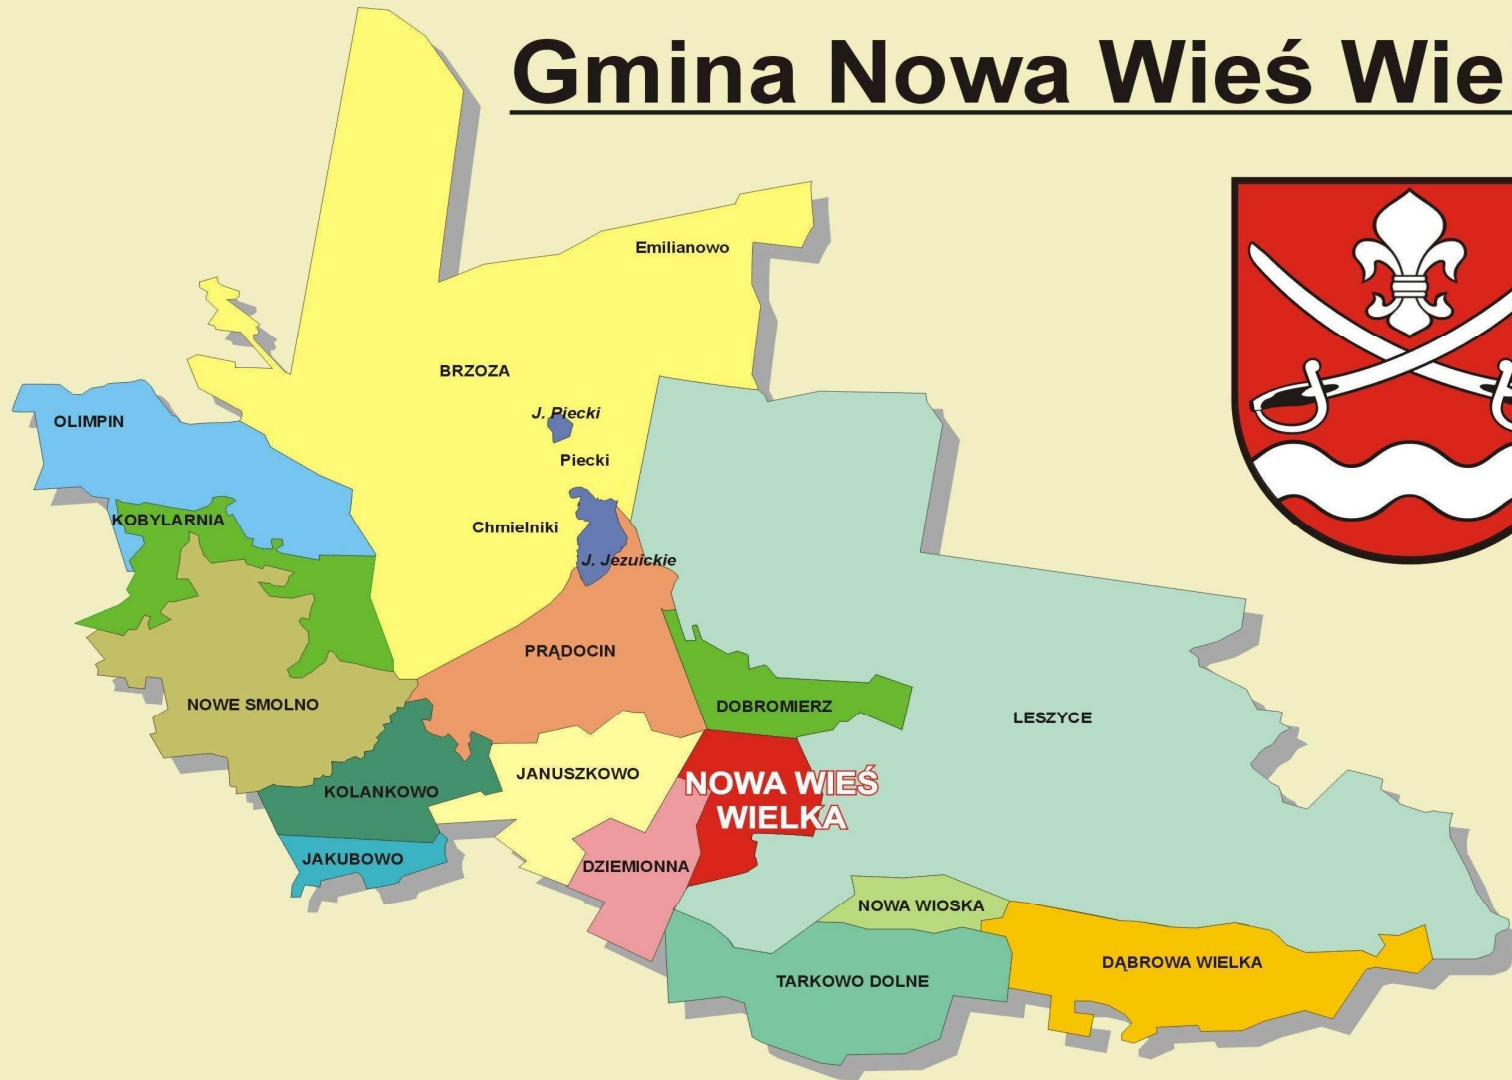 Gmina Nowa Wieś Wie
Emilianowo
BRZOZA
J. Piecki
OLIMPIN
Piecki
KOBYLARNIA
Chmielniki
J. Jezuickie
PRĄDOCIN
NOWE SMOLNO
DOBROMIERZ
LESZYCE
JANUSZKOWO
NOWA WIEŚ
WIELKA
KOLANKOWO
JAKUBOWO
DZIEMIONNA
NOWA WIOSKA
DĄBROWA WIELKA
TARKOWO DOLNE